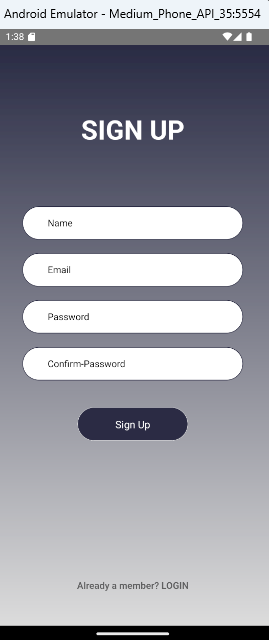 Android Emulator - Medium_Phone_API_35:5554
1:38
SIGN UP
Name
Email
Password
Confirm-Password
Sign Up
Already a member? LOGIN